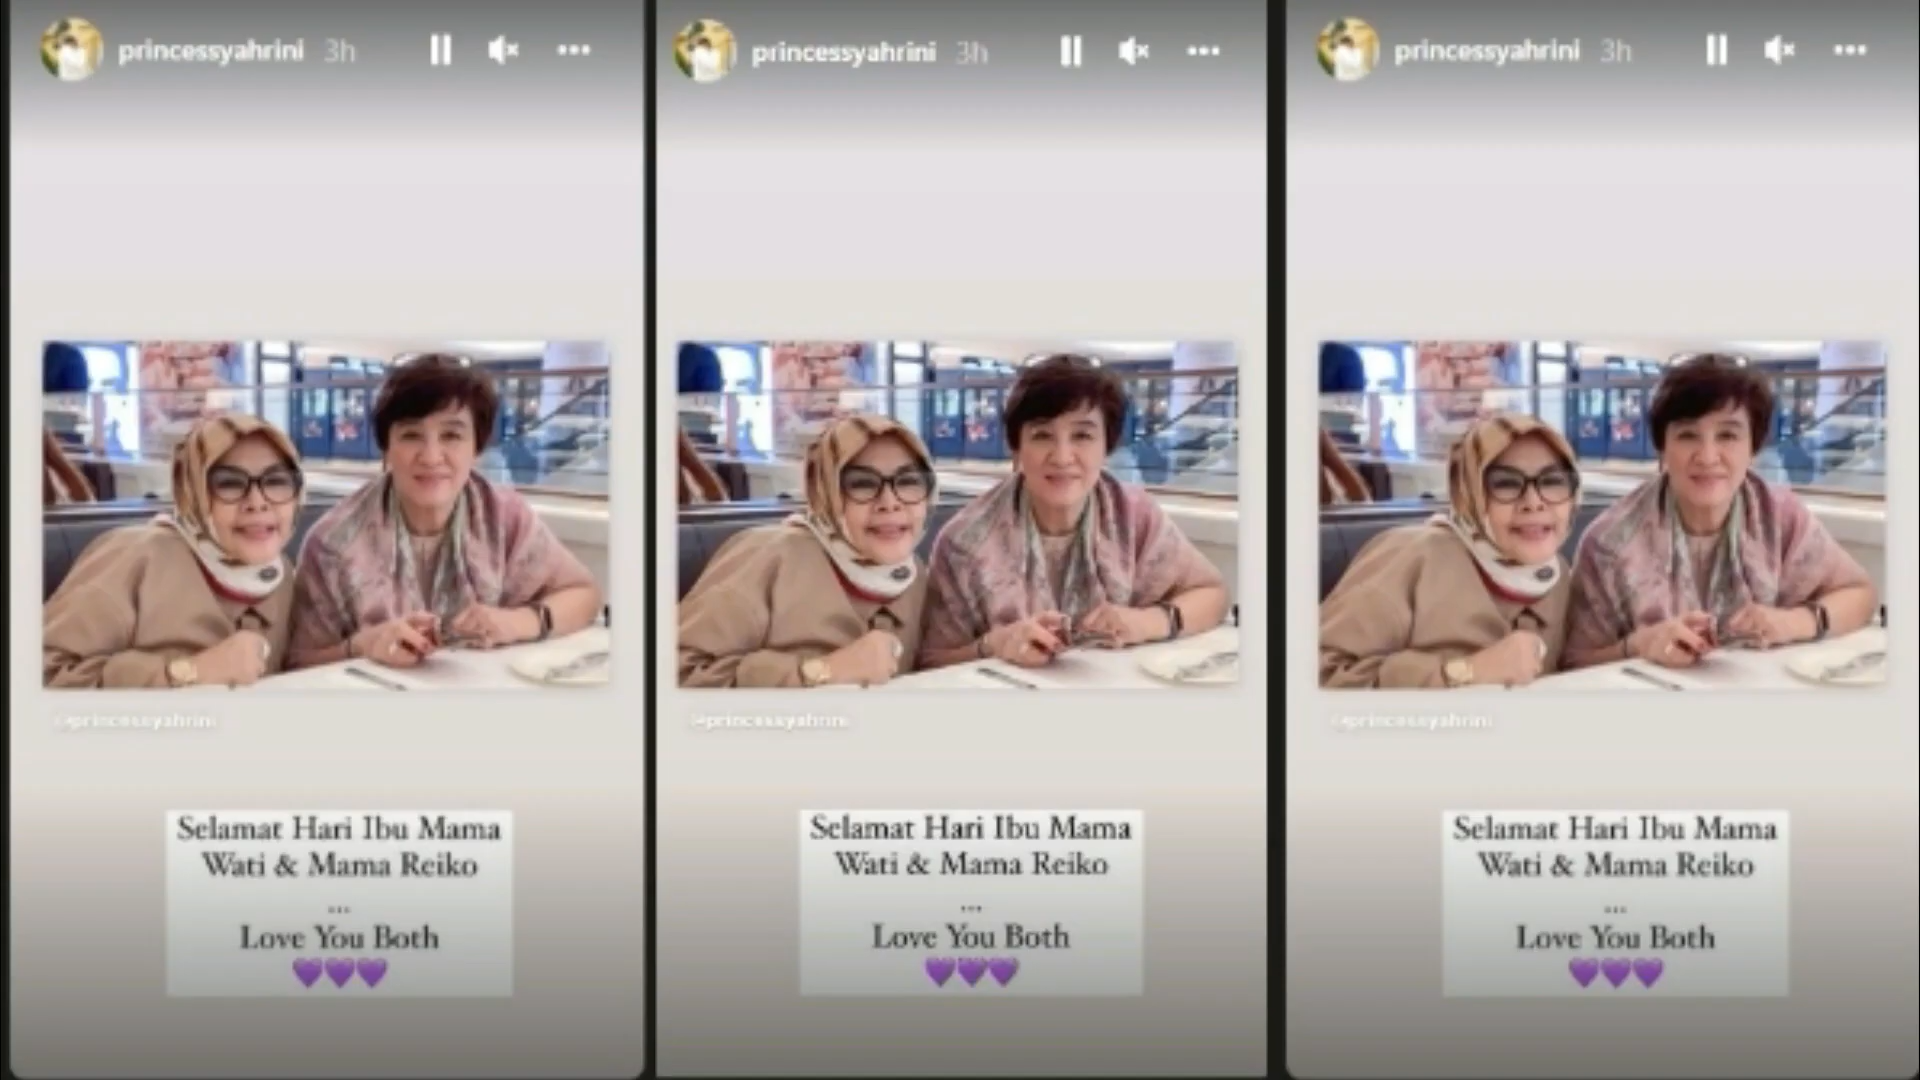 princessyahrini 3h
@princessyahrini
Selamat Hari Ibu Mama
Wati & Mama Reiko
...
Love You Both
💜💜💜
princessyahrini 3h
@princessyahrini
Selamat Hari Ibu Mama
Wati & Mama Reiko
...
Love You Both
💜💜💜
princessyahrini 3h
@princessyahrini
Selamat Hari Ibu Mama
Wati & Mama Reiko
...
Love You Both
💜💜💜